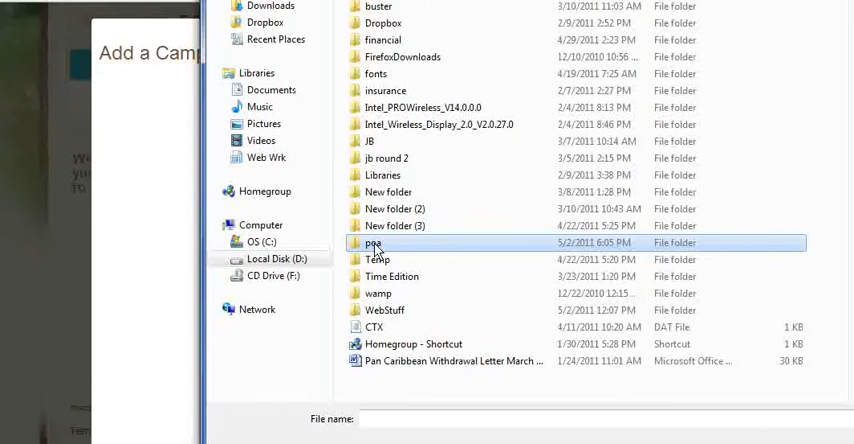 Downloads
Dropbox
Recent Places
Libraries
Documents
Music
Pictures
Videos
Web Wrk
Homegroup
Computer
OS (C:)
Local Disk (D:)
CD Drive (F:)
Network
Add a Camp
buster 3/10/2011 11:03 AM File folder
Dropbox 2/9/2011 2:52 PM File folder
financial 4/29/2011 2:23 PM File folder
FirefoxDownloads 12/10/2010 10:56 ... File folder
fonts 4/19/2011 7:25 AM File folder
insurance 2/7/2011 2:27 PM File folder
Intel_PROWireless_V14.0.0.0 2/4/2011 8:13 PM File folder
Intel_Wireless_Display_2.0_V2.0.27.0 2/4/2011 8:46 PM File folder
JB 3/7/2011 10:14 AM File folder
jb round 2 3/5/2011 2:15 PM File folder
Libraries 2/9/2011 3:38 PM File folder
New folder 3/8/2011 1:28 PM File folder
New folder (2) 3/10/2011 10:43 AM File folder
New folder (3) 4/22/2011 5:25 PM File folder
poa 5/2/2011 6:05 PM File folder
Temp 4/22/2011 5:20 PM File folder
Time Edition 3/23/2011 1:20 PM File folder
wamp 12/22/2010 12:15... File folder
WebStuff 5/2/2011 12:07 PM File folder
CTX 4/11/2011 10:20 AM DAT File 1 KB
Homegroup - Shortcut 1/30/2011 5:28 PM Shortcut 1 KB
Pan Caribbean Withdrawal Letter March ... 1/24/2011 11:01 AM Microsoft Office ... 30 KB
File name: